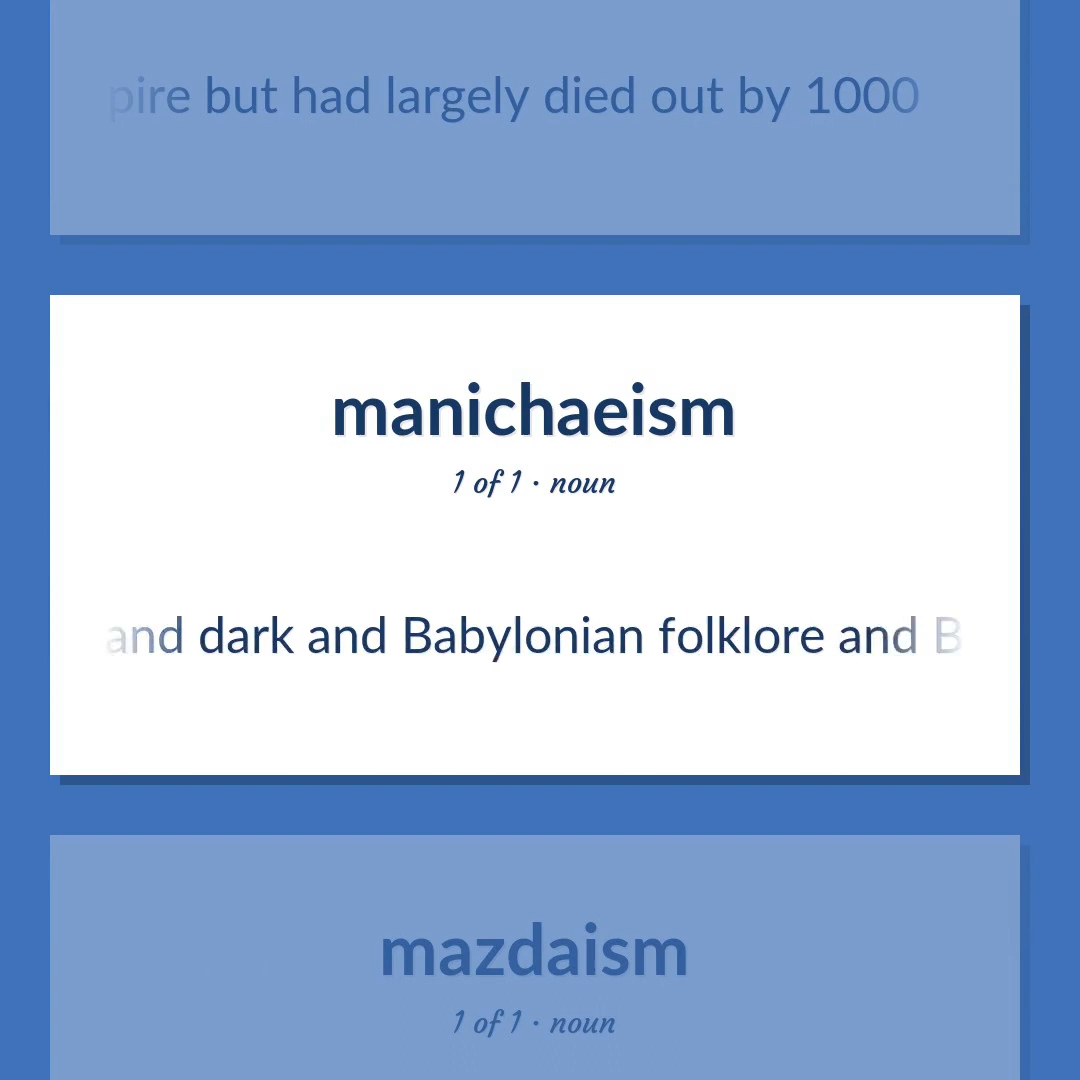 pire but had largely died out by 1000
manichaeism
1 of 1 · noun
and dark and Babylonian folklore and B
mazdaism
1 of 1 · noun